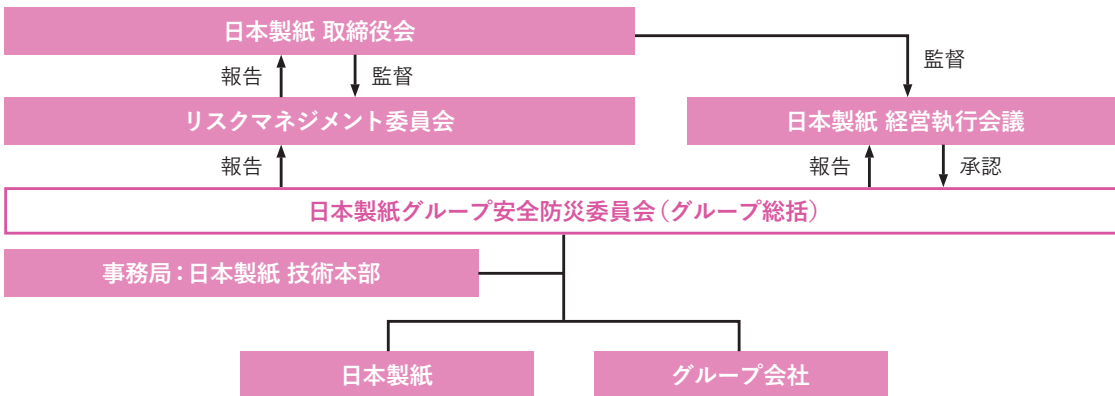 日本製紙 取締役会
報告
監督
監督
リスクマネジメント委員会
日本製紙 経営執行会議
報告
報告
承認
日本製紙グループ安全防災委員会（グループ総括）
事務局：日本製紙 技術本部
日本製紙
グループ会社